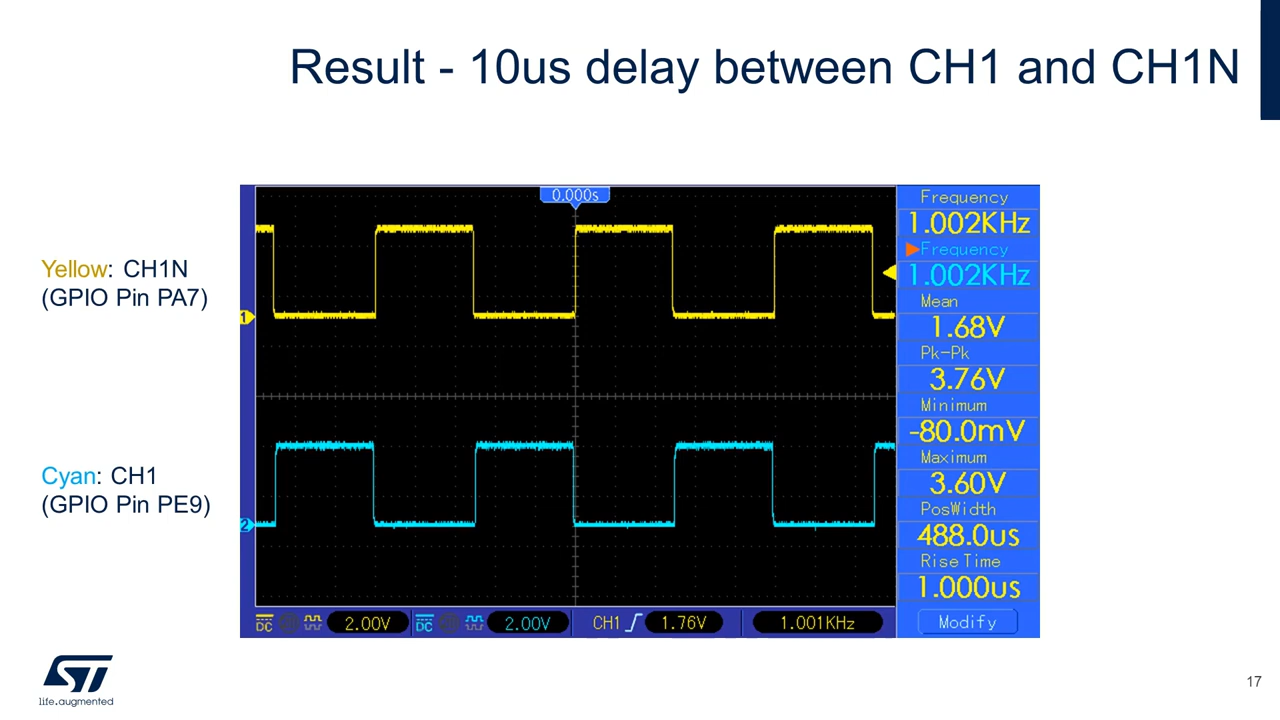 Result - 10us delay between CH1 and CH1N
Yellow: CH1N
(GPIO Pin PA7)
Cyan: CH1
(GPIO Pin PE9)
0.000s
1
2
Frequency
1.002KHz
Frequency
1.002KHz
Mean
1.68V
Pk-Pk
3.76V
Minimum
-80.0mV
Maximum
3.60V
PosWidth
488.0us
Rise Time
1.000us
Modify
DC 2.00V DC 2.00V CH1 1.76V 1.001KHz
ST
life.augmented
17